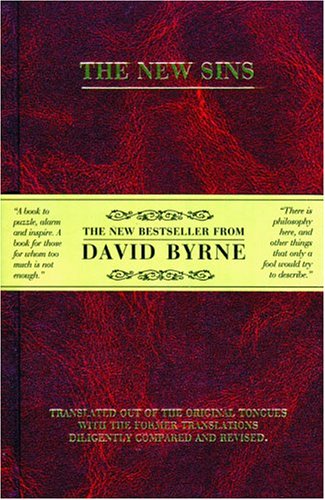 THE NEW SINS
"A book to
puzzle, alarm
and inspire. A
book for those
for whom too
much is not
enough."
THE NEW BESTSELLER FROM
DAVID BYRNE
"There is
philosophy
here, and
other things
that only a
fool would try
to describe."
TRANSLATED OUT OF THE ORIGINAL TONGUES
WITH THE FORMER TRANSLATIONS
DILIGENTLY COMPARED AND REVISED.